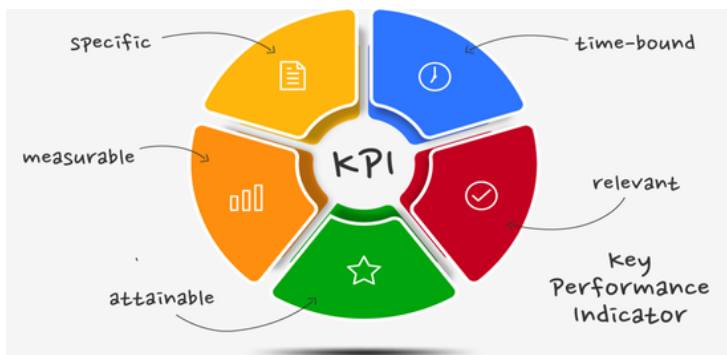 specific
time-bound
measurable
KPI
relevant
attainable
Key
Performance
Indicator